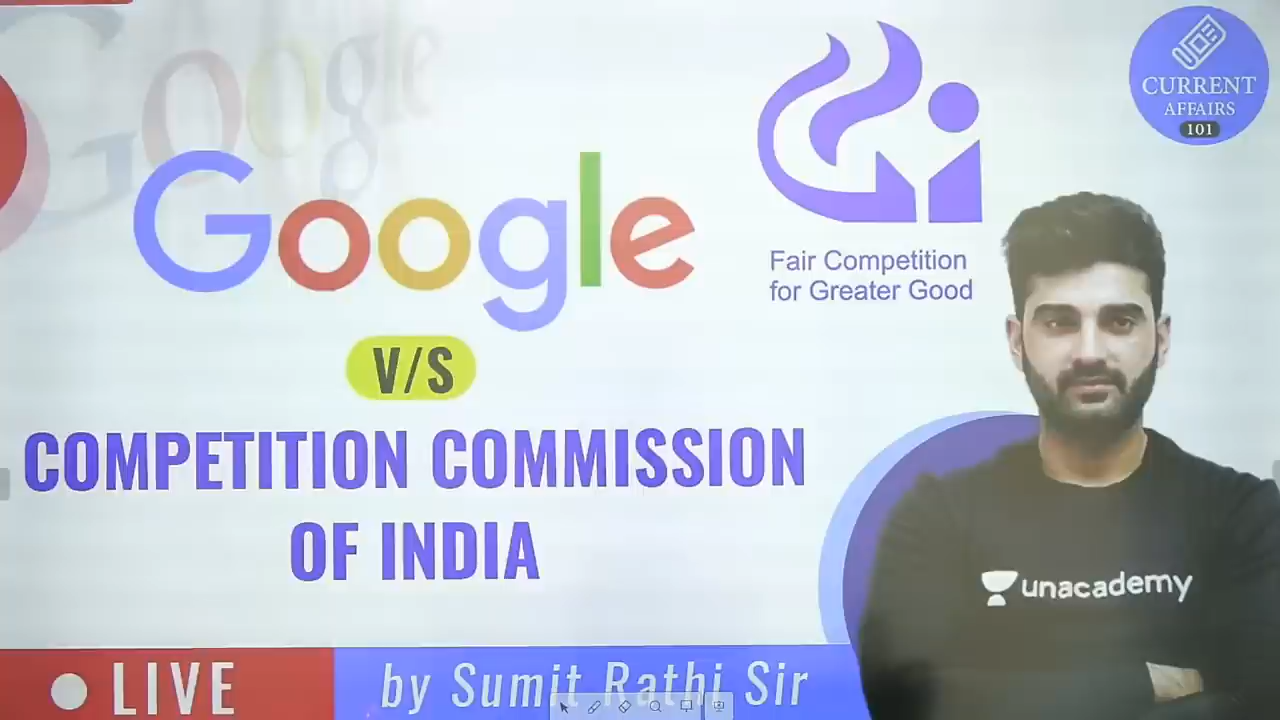 Google
Google
Fair Competition
for Greater Good
CURRENT
AFFAIRS
101
V/S
COMPETITION COMMISSION
OF INDIA
unacademy
LIVE
by Sumit Rathi Sir